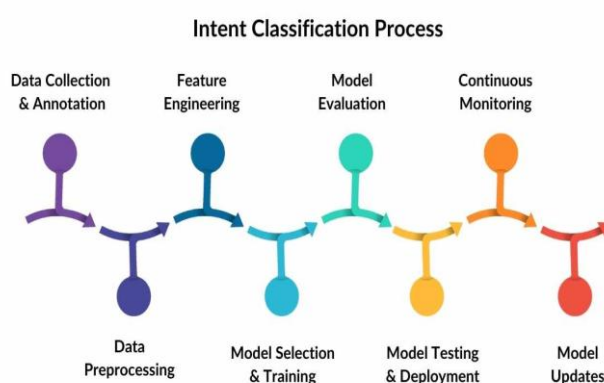 Intent Classification Process
Data Collection
& Annotation
Feature
Engineering
Model
Evaluation
Continuous
Monitoring
Data
Preprocessing
Model Selection
& Training
Model Testing
& Deployment
Model
Updates